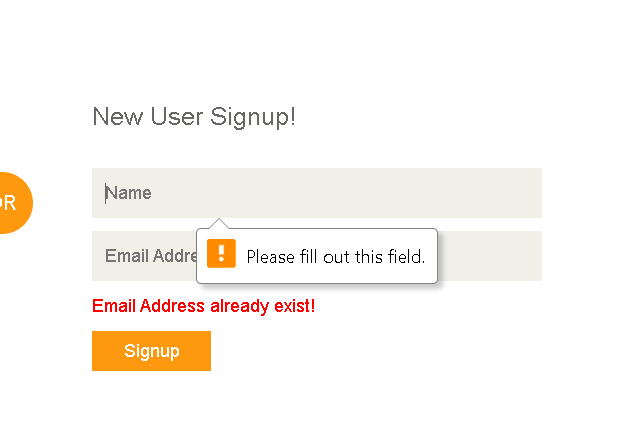 New User Signup!
OR
Name
Email Addre
Please fill out this field.
Email Address already exist!
Signup